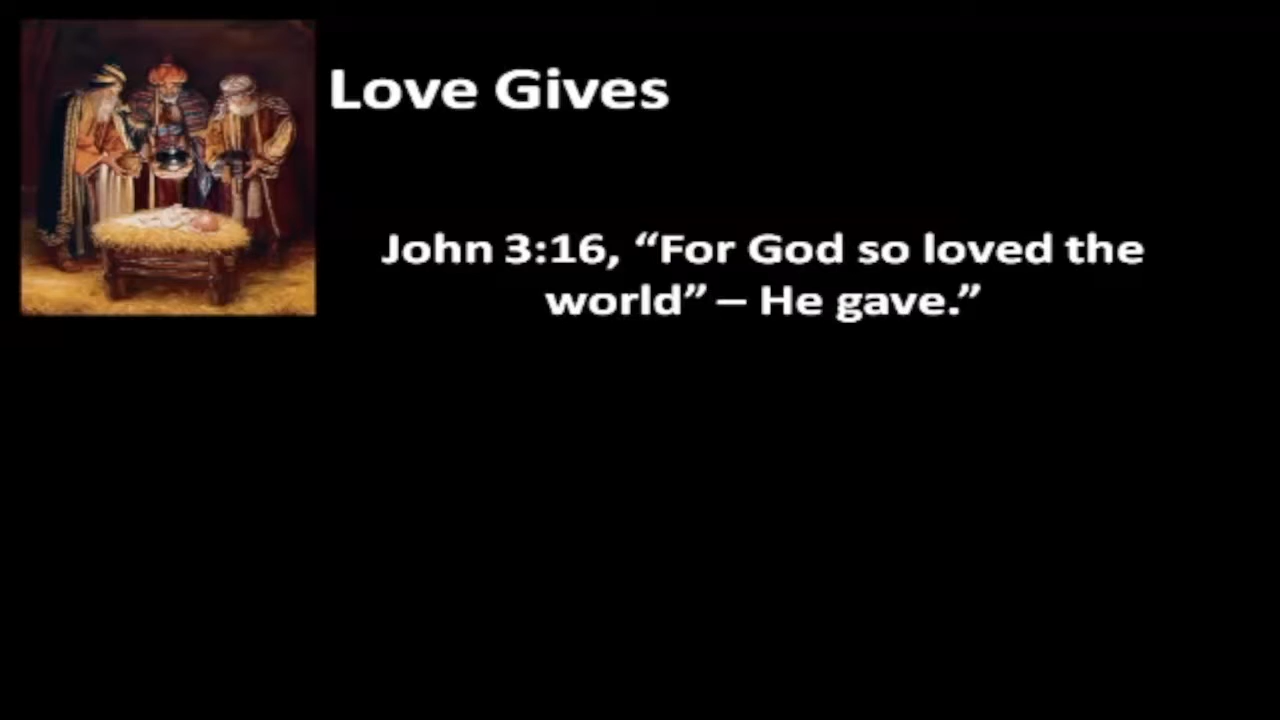 Love Gives
John 3:16, “For God so loved the
world” – He gave.”